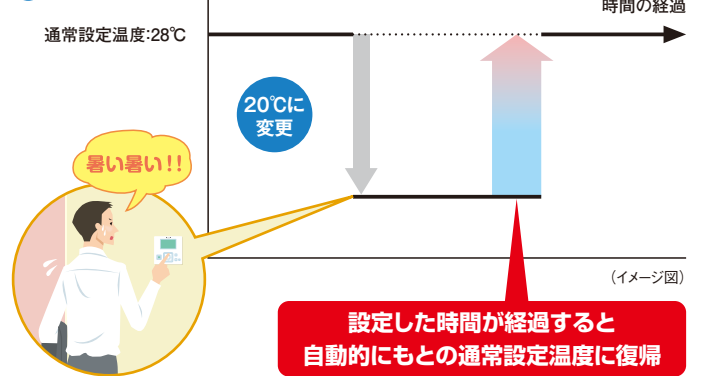 時間の経過
通常設定温度:28℃
20℃に
変更
暑い暑い!!
(イメージ図)
設定した時間が経過すると
自動的にもとの通常設定温度に復帰